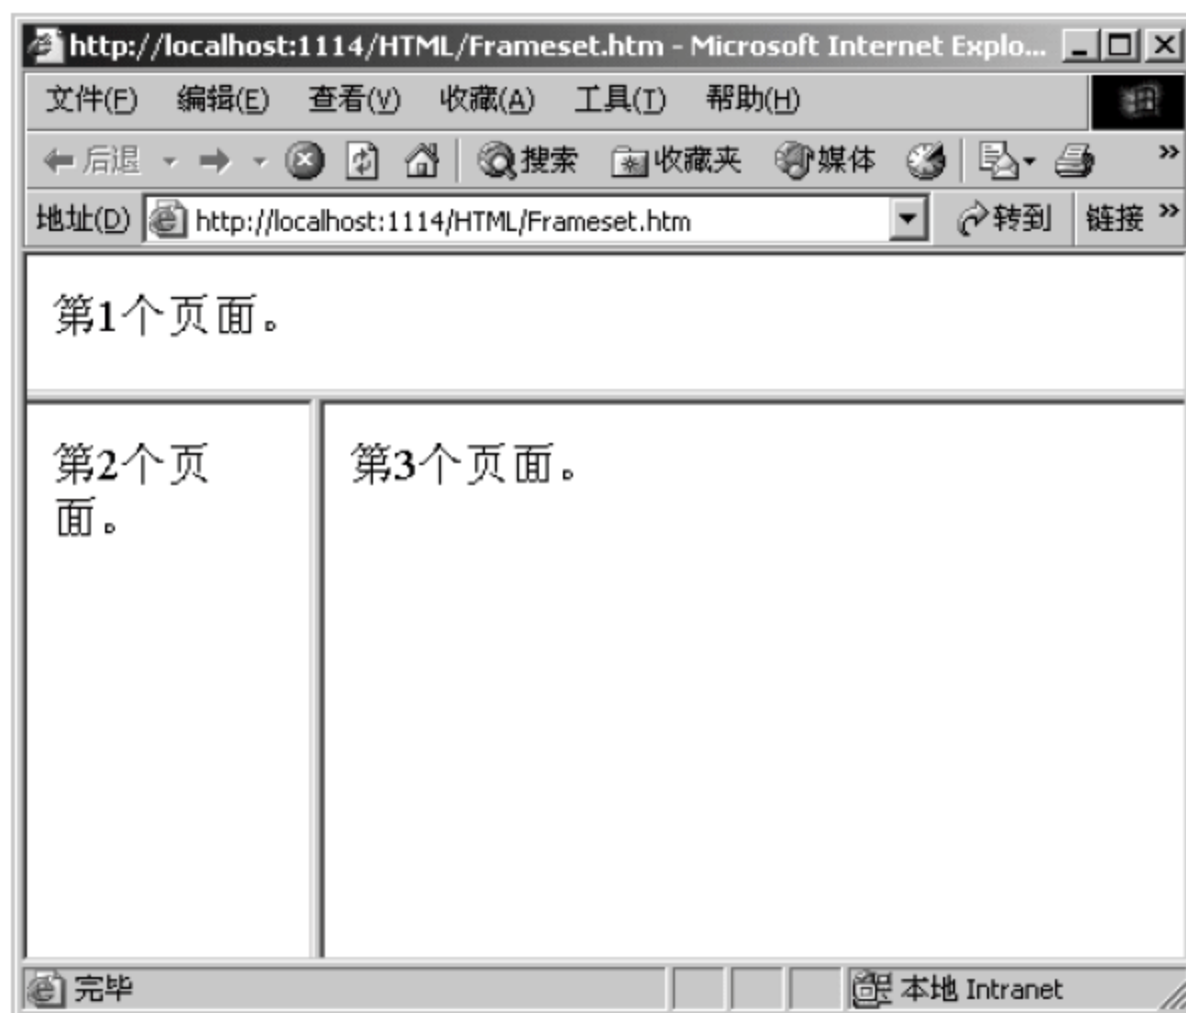 http://localhost:1114/HTML/Frameset.htm - Microsoft Internet Explo...
文件(F) 编辑(E) 查看(V) 收藏(A) 工具(T) 帮助(H)
后退 搜索 收藏夹 媒体 »
地址(D) http://localhost:1114/HTML/Frameset.htm 转到 链接 »
第1个页面。
第2个页
面。
第3个页面。
完毕 本地 Intranet